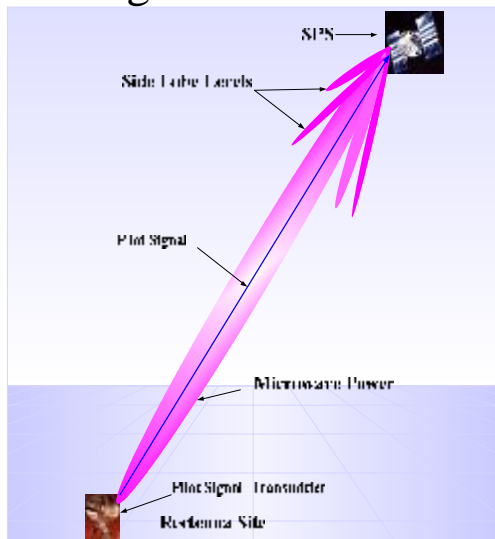 SPS
Side Lobe Levels
Pilot Signal
Microwave Power
Pilot Signal Transmitter
Rectenna Site